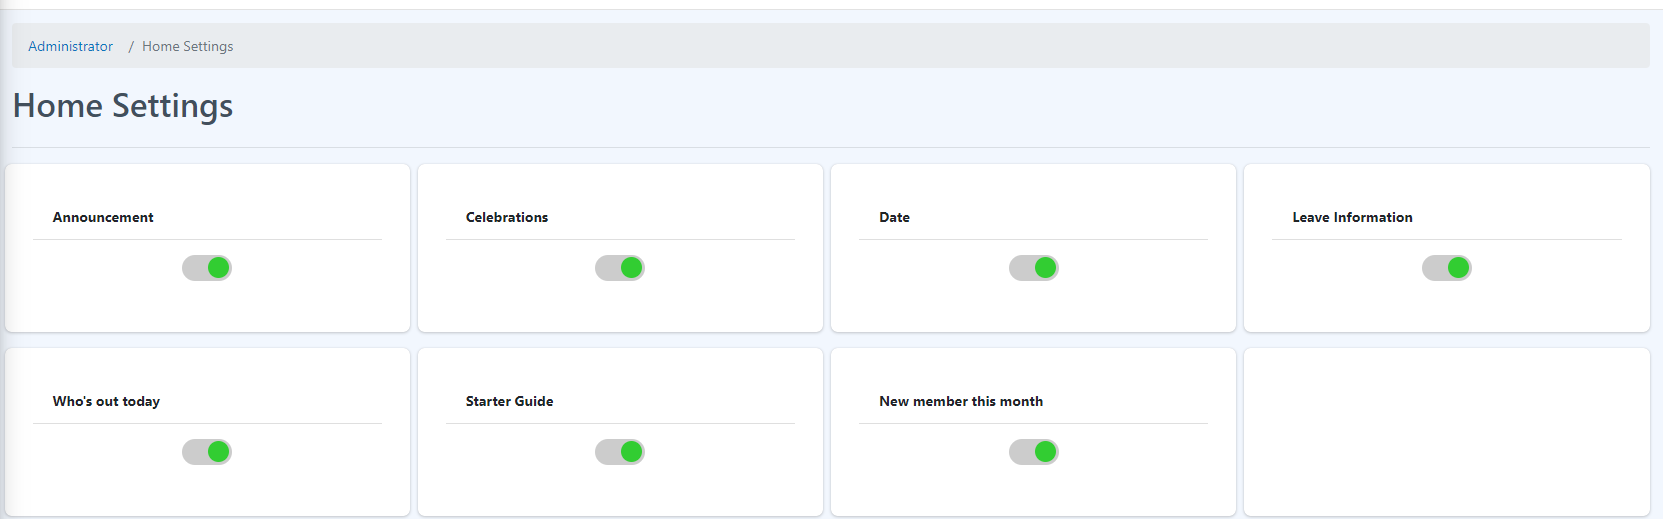 Administrator / Home Settings
Home Settings
Announcement
Celebrations
Date
Leave Information
Who's out today
Starter Guide
New member this month